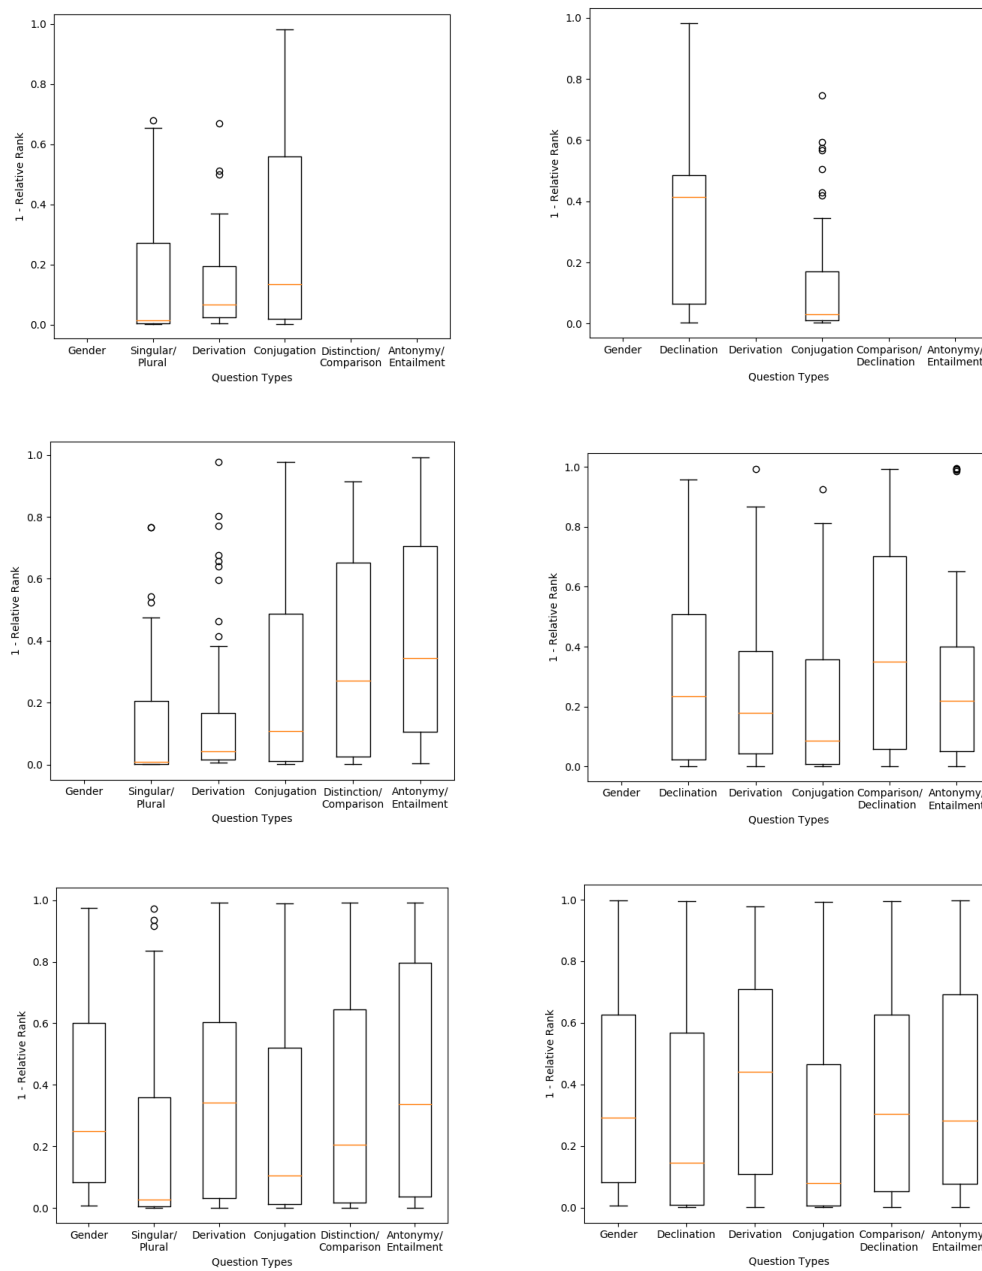 1.0
0.8
0.6
0.4
0.2
0.0
1 - Relative Rank
Gender Singular/ Derivation Conjugation Distinction/ Antonymy/
Plural Comparison Entailment
Question Types
1.0
0.8
0.6
0.4
0.2
0.0
1 - Relative Rank
Gender Declination Derivation Conjugation Comparison/ Antonymy/
Declination Entailment
Question Types
1.0
0.8
0.6
0.4
0.2
0.0
1 - Relative Rank
Gender Singular/ Derivation Conjugation Distinction/ Antonymy/
Plural Comparison Entailment
Question Types
1.0
0.8
0.6
0.4
0.2
0.0
1 - Relative Rank
Gender Declination Derivation Conjugation Comparison/ Antonymy/
Declination Entailment
Question Types
1.0
0.8
0.6
0.4
0.2
0.0
1 - Relative Rank
Gender Singular/ Derivation Conjugation Distinction/ Antonymy/
Plural Comparison Entailment
Question Types
1.0
0.8
0.6
0.4
0.2
0.0
1 - Relative Rank
Gender Declination Derivation Conjugation Comparison/ Antonymy/
Declination Entailment
Question Types